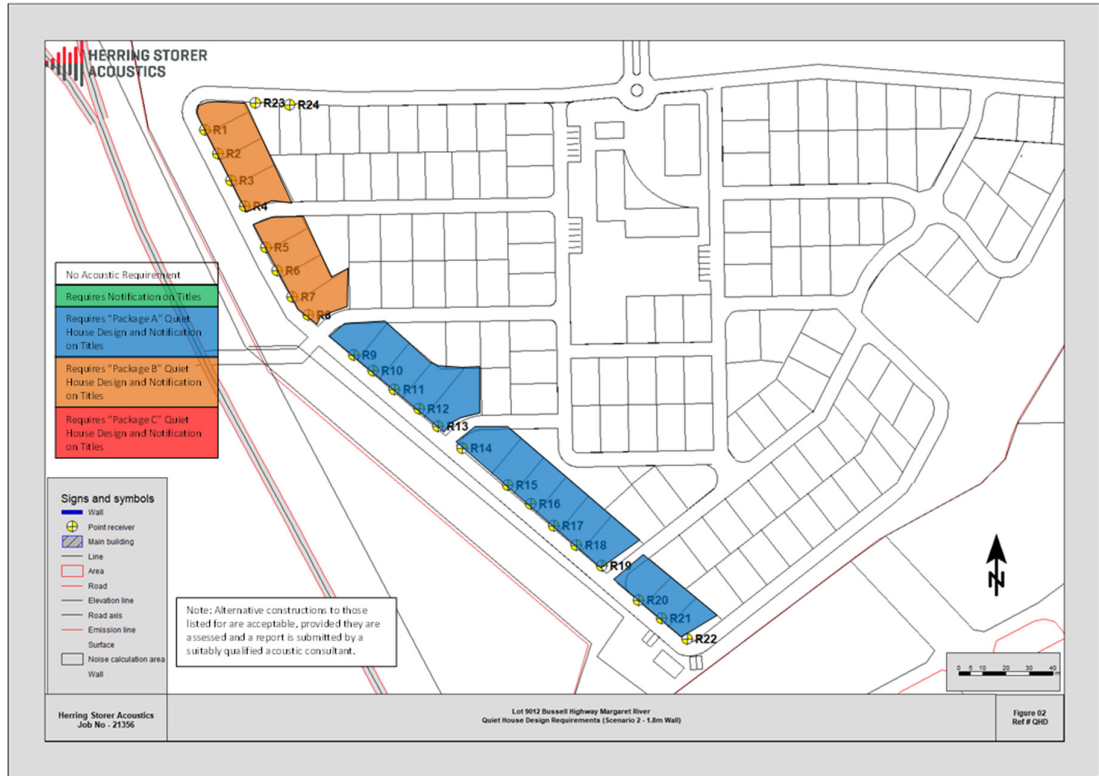 HERRING STORER
ACOUSTICS
R23
R24
R1
R2
R3
R4
R5
R6
R7
R8
R9
R10
R11
R12
R13
R14
R15
R16
R17
R18
R19
R20
R21
R22
No Acoustic Requirement
Requires Notification on Titles
Requires "Package A" Quiet
House Design and Notification
on Titles
Requires "Package B" Quiet
House Design and Notification
on Titles
Requires "Package C" Quiet
House Design and Notification
on Titles
Signs and symbols
Wall
Point receiver
Main building
Line
Area
Road
Elevation line
Road axis
Emission line
Surface
Noise calculation area
Wall
Note: Alternative constructions to those
listed for are acceptable, provided they are
assessed and a report is submitted by a
suitably qualified acoustic consultant.
N
0 5 10 20 30 40
Herring Storer Acoustics
Job No - 21356
Lot 9012 Bussell Highway Margaret River
Quiet House Design Requirements (Scenario 2 - 1.8m Wall)
Figure 02
Ref # QHD